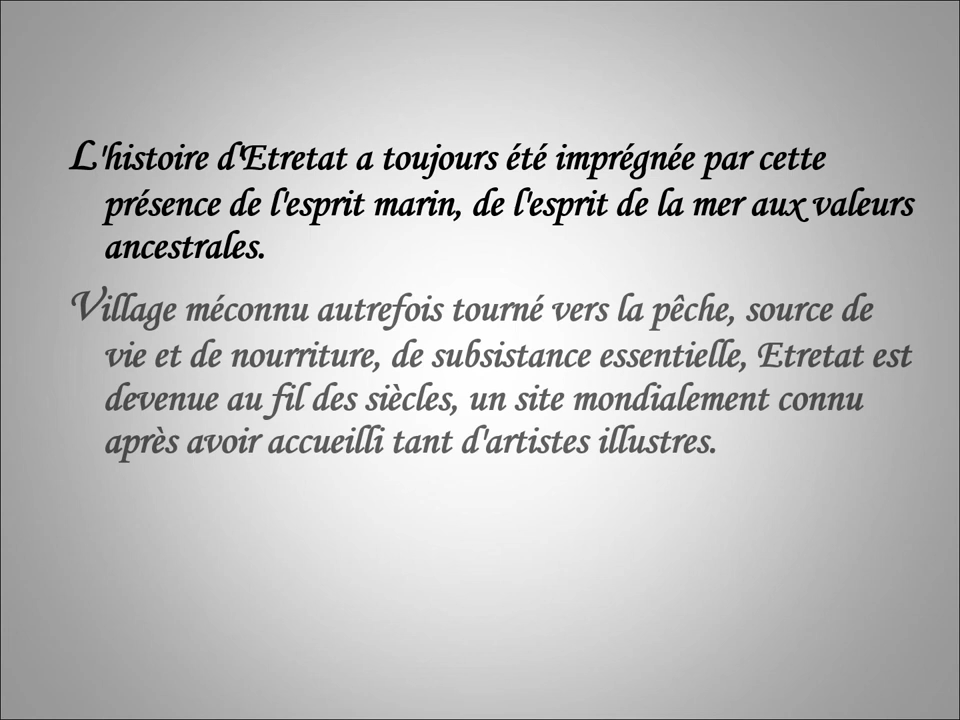 L'histoire d'Etretat a toujours été imprégnée par cette
présence de l'esprit marin, de l'esprit de la mer aux valeurs
ancestrales.
Village méconnu autrefois tourné vers la pêche, source de
vie et de nourriture, de subsistance essentielle, Etretat est
devenue au fil des siècles, un site mondialement connu
après avoir accueilli tant d'artistes illustres.